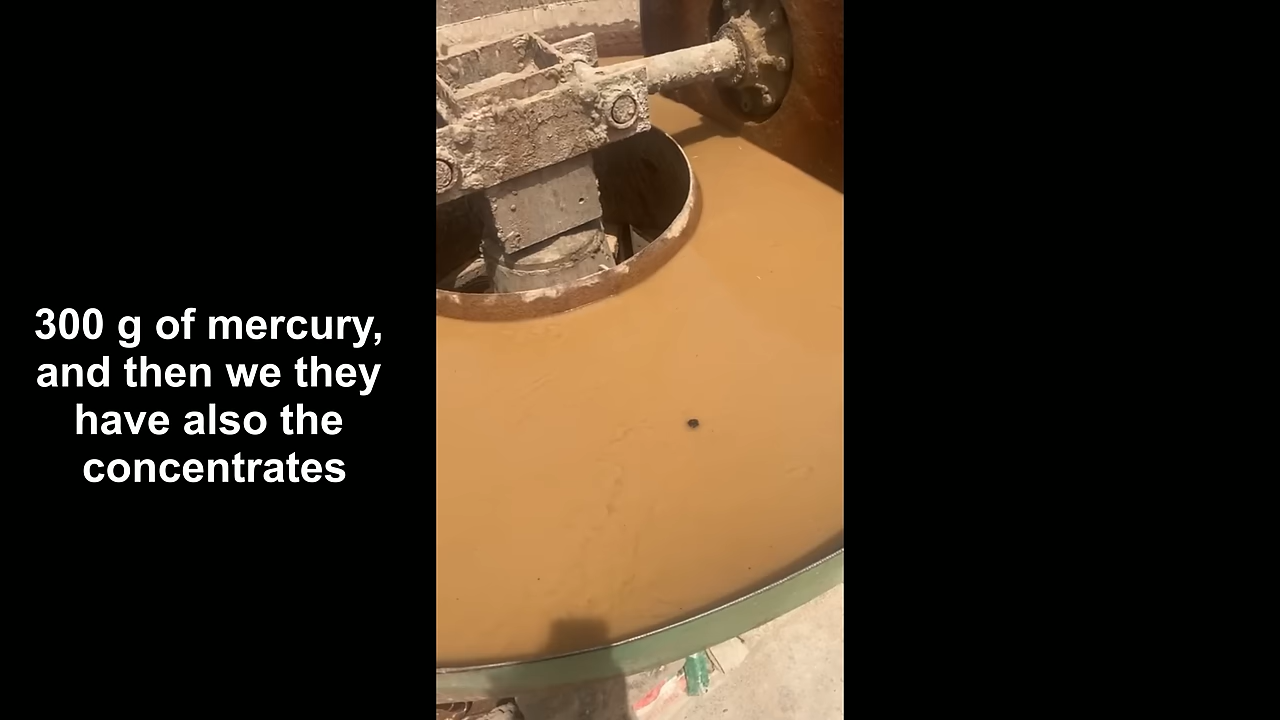 300 g of mercury,
and then we they
have also the
concentrates